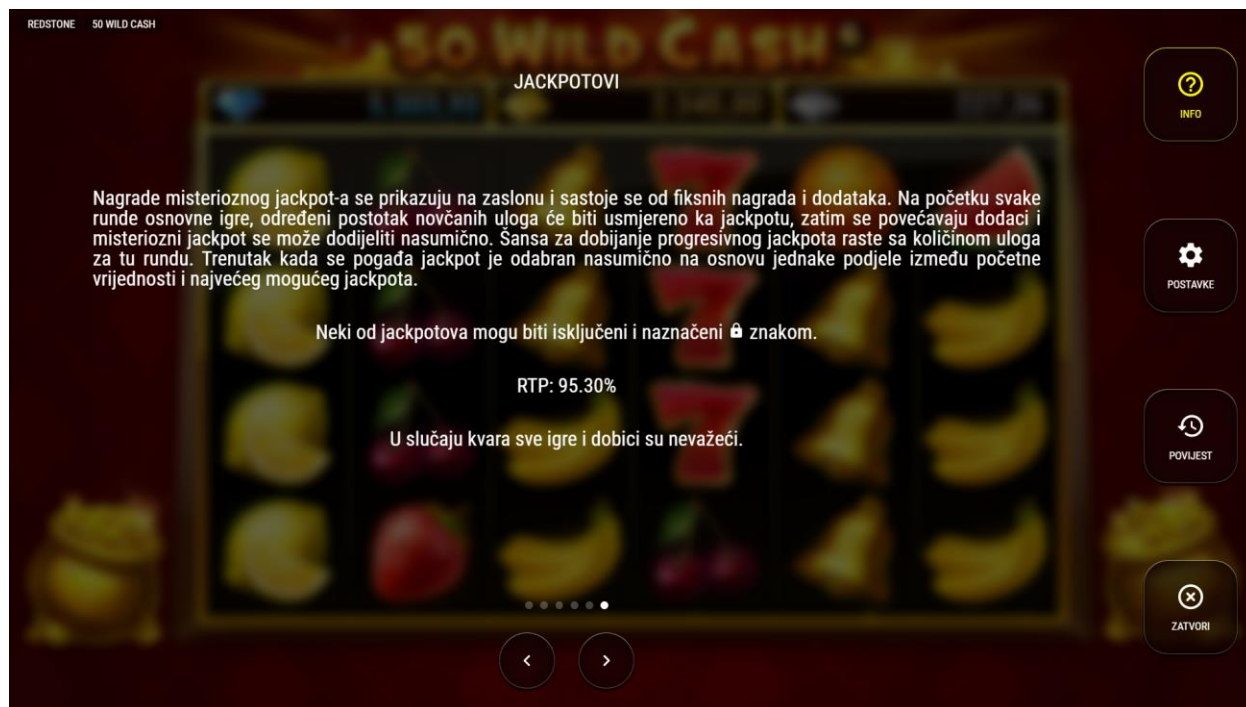 REDSTONE 50 WILD CASH
50 WILD CASH
JACKPOTOVI
INFO
Nagrade misterioznog jackpot-a se prikazuju na zaslonu i sastoje se od fiksnih nagrada i dodataka. Na početku svake
runde osnovne igre, određeni postotak novčanih uloga će biti usmjereno ka jackpotu, zatim se povećavaju dodaci i
misteriozni jackpot se može dodijeliti nasumično. Šansa za dobijanje progresivnog jackpota raste sa količinom uloga
za tu rundu. Trenutak kada se pogađa jackpot je odabran nasumično na osnovu jednake podjele između početne
vrijednosti i najvećeg mogućeg jackpota.
POSTAVKE
Neki od jackpotova mogu biti isključeni i naznačeni znakom.
RTP: 95.30%
U slučaju kvara sve igre i dobici su nevažeći.
POVIJEST
ZATVORI